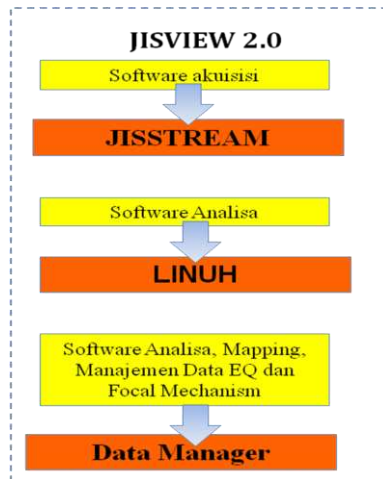 JISVIEW 2.0
Software akuisisi
JISSTREAM
Software Analisa
LINUH
Software Analisa, Mapping,
Manajemen Data EQ dan
Focal Mechanism
Data Manager